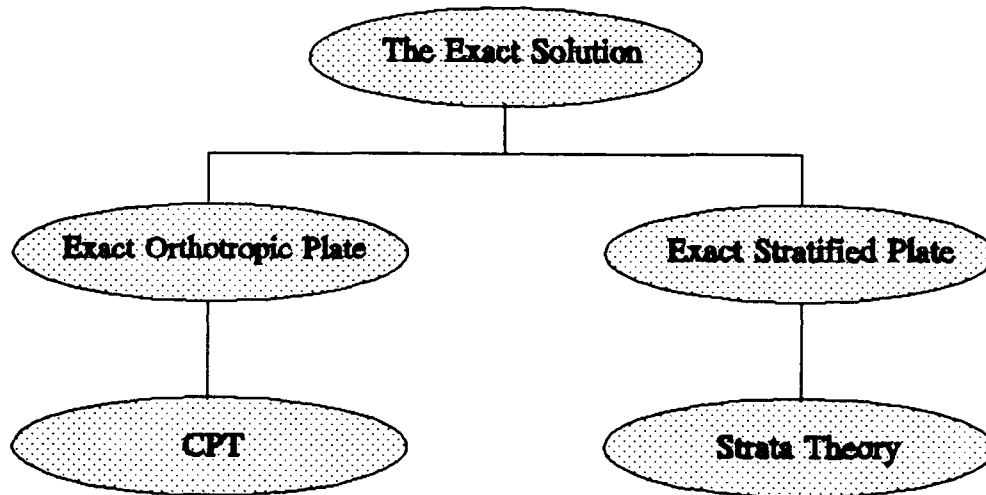 The Exact Solution
Exact Orthotropic Plate
Exact Stratified Plate
CPT
Strata Theory